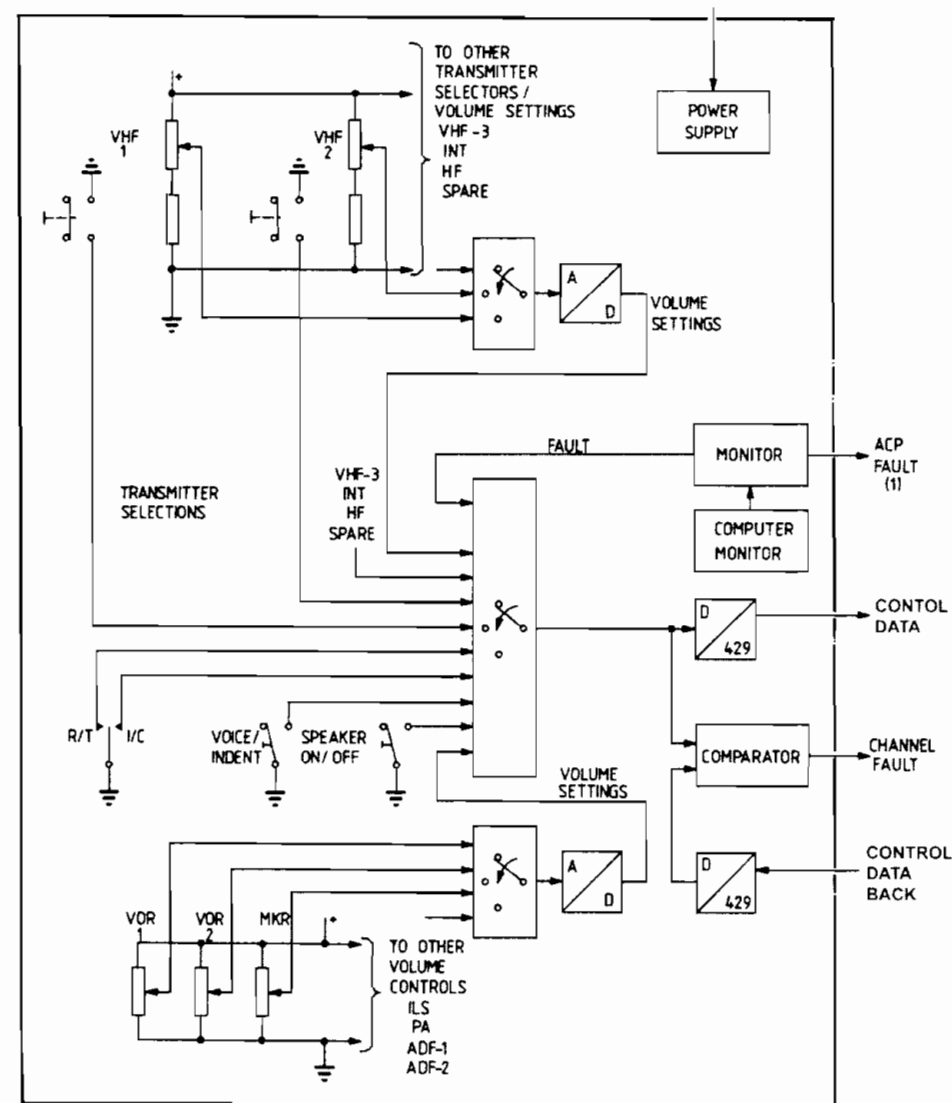 +
TO OTHER
TRANSMITTER
SELECTORS /
VOLUME SETTINGS
VHF-3
INT
HF
SPARE
POWER
SUPPLY
VHF
1
VHF
2
A
D
VOLUME
SETTINGS
FAULT
MONITOR
ACP
FAULT
(1)
VHF-3
INT
HF
SPARE
TRANSMITTER
SELECTIONS
COMPUTER
MONITOR
D
429
CONTOL
DATA
R/T
I/C
VOICE/
INDENT
SPEAKER
ON/OFF
COMPARATOR
CHANNEL
FAULT
VOLUME
SETTINGS
A
D
D
429
CONTROL
DATA
BACK
VOR
1
VOR
2
MKR
+
TO OTHER
VOLUME
CONTROLS
ILS
PA
ADF-1
ADF-2